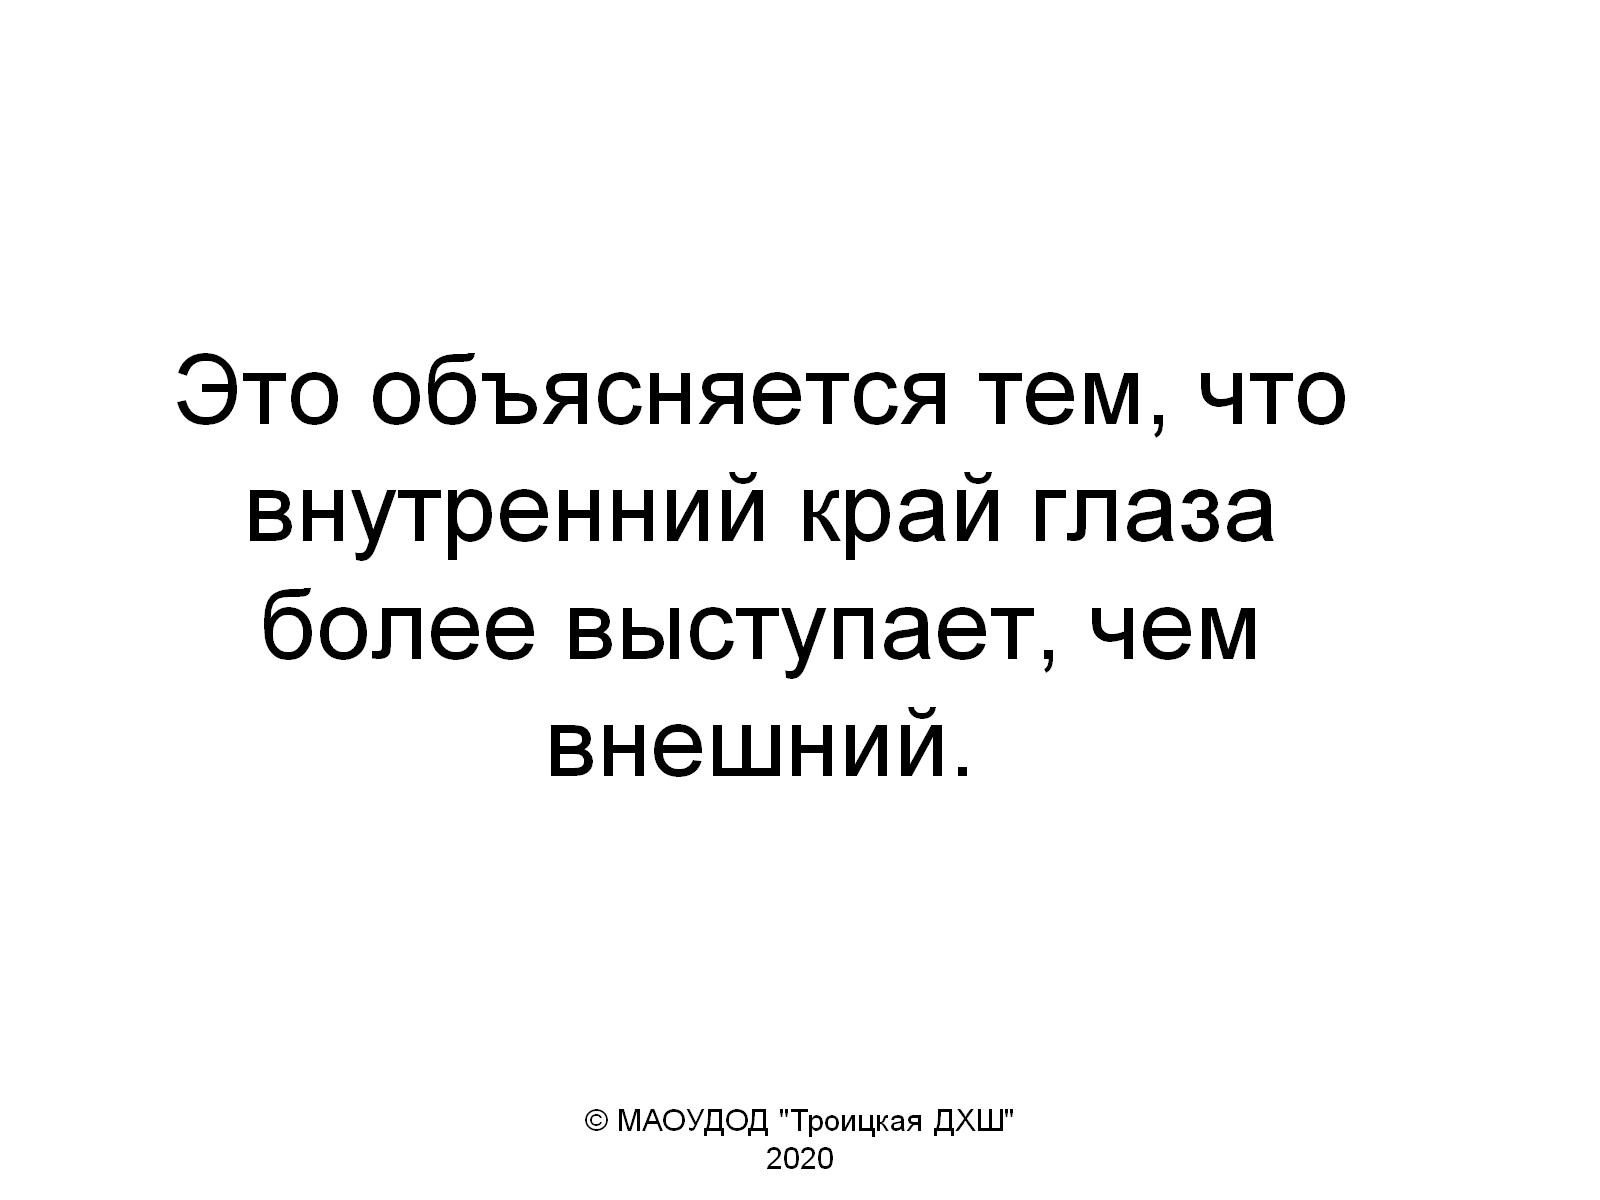 Это объясняется тем, что
внутренний край глаза
более выступает, чем
внешний.
© МАОУДОД "Троицкая ДХШ"
2020